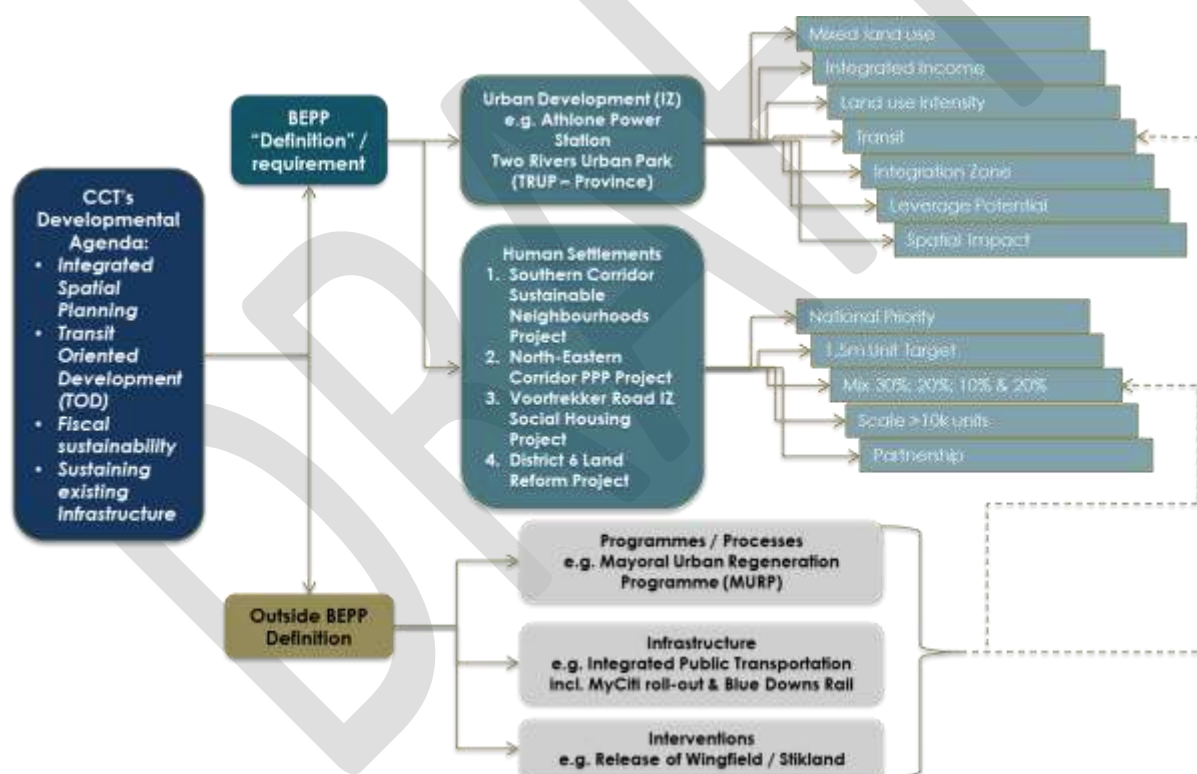 CCT's
Developmental
Agenda:
• Integrated
Spatial
Planning
• Transit
Oriented
Development
(TOD)
• Fiscal
sustainability
• Sustaining
existing
Infrastructure
BEPP
"Definition" /
requirement
Outside BEPP
Definition
Urban Development (IZ)
e.g. Athlone Power
Station
Two Rivers Urban Park
(TRUP – Province)
Human Settlements
1. Southern Corridor
Sustainable
Neighbourhoods
Project
2. North-Eastern
Corridor PPP Project
3. Voortrekker Road IZ
Social Housing
Project
4. District 6 Land
Reform Project
Programmes / Processes
e.g. Mayoral Urban Regeneration
Programme (MURP)
Infrastructure
e.g. Integrated Public Transportation
incl. MyCiti roll-out & Blue Downs Rail
Interventions
e.g. Release of Wingfield / Stikland
Mixed land use
Integrated Income
Land use Intensity
Transit
Integration Zone
Leverage Potential
Spatial Impact
National Priority
1,5m Unit Target
Mix 30%; 20%; 10% & 20%
Scale >10k units
Partnership
DRAFT